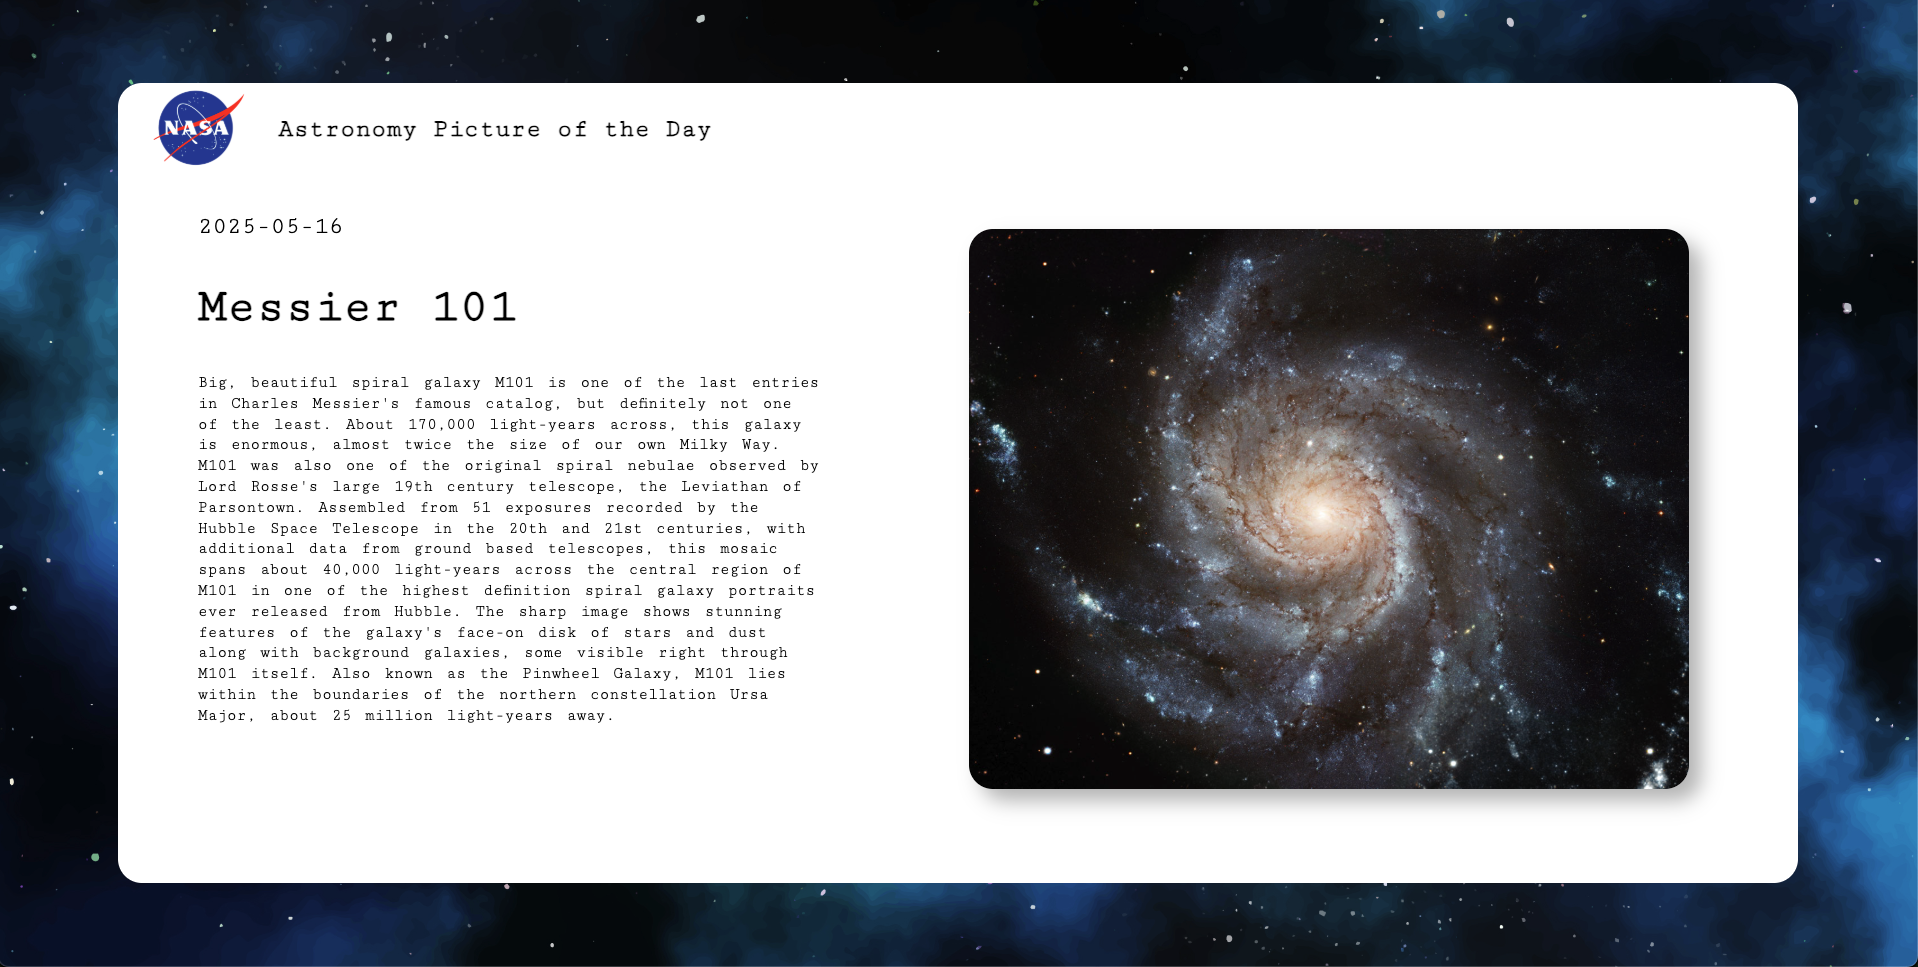 NASA
Astronomy Picture of the Day
2025-05-16
Messier 101
Big, beautiful spiral galaxy M101 is one of the last entries
in Charles Messier's famous catalog, but definitely not one
of the least. About 170,000 light-years across, this galaxy
is enormous, almost twice the size of our own Milky Way.
M101 was also one of the original spiral nebulae observed by
Lord Rosse's large 19th century telescope, the Leviathan of
Parsontown. Assembled from 51 exposures recorded by the
Hubble Space Telescope in the 20th and 21st centuries, with
additional data from ground based telescopes, this mosaic
spans about 40,000 light-years across the central region of
M101 in one of the highest definition spiral galaxy portraits
ever released from Hubble. The sharp image shows stunning
features of the galaxy's face-on disk of stars and dust
along with background galaxies, some visible right through
M101 itself. Also known as the Pinwheel Galaxy, M101 lies
within the boundaries of the northern constellation Ursa
Major, about 25 million light-years away.